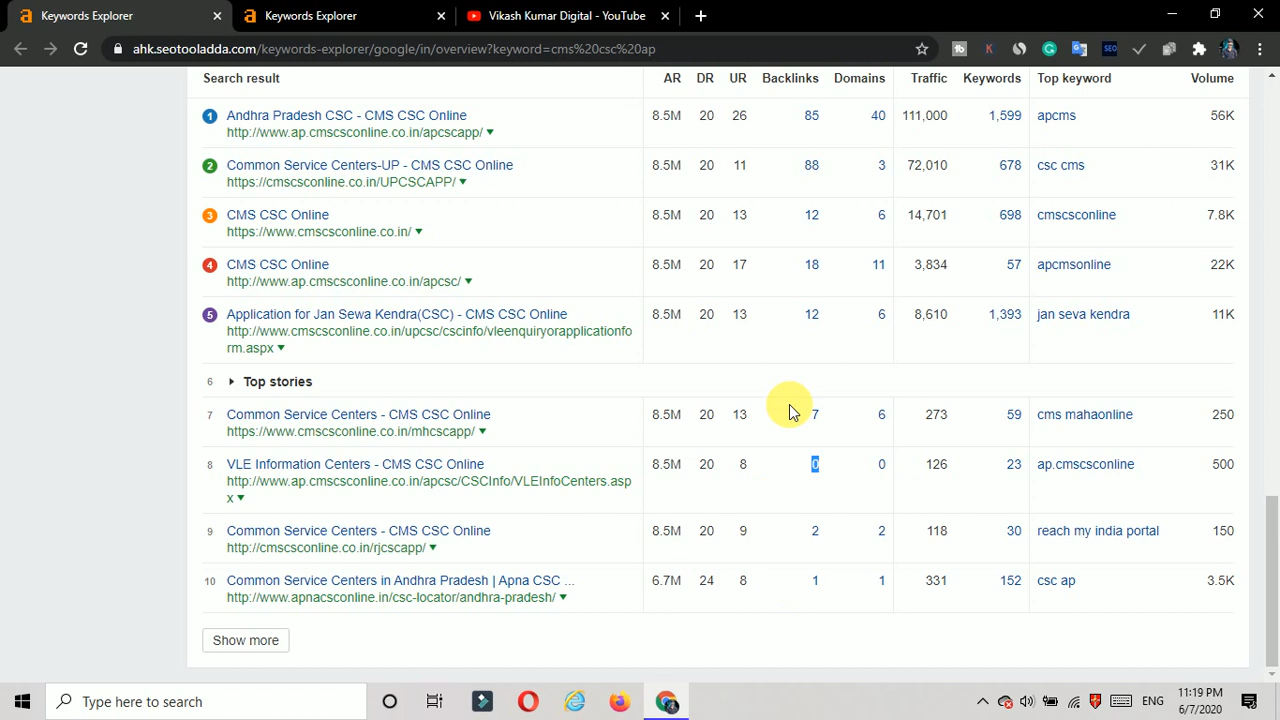 Keywords Explorer
Keywords Explorer
Vikash Kumar Digital - YouTube
ahk.seotooladda.com/keywords-explorer/google/in/overview?keyword=cms%20csc%20ap
Search result AR DR UR Backlinks Domains Traffic Keywords Top keyword Volume
1 Andhra Pradesh CSC - CMS CSC Online 8.5M 20 26 85 40 111,000 1,599 apcms 56K
http://www.ap.cmscsconline.co.in/apcscapp/
2 Common Service Centers-UP - CMS CSC Online 8.5M 20 11 88 3 72,010 678 csc cms 31K
https://cmscsconline.co.in/UPCSCAPP/
3 CMS CSC Online 8.5M 20 13 12 6 14,701 698 cmscsconline 7.8K
https://www.cmscsconline.co.in/
4 CMS CSC Online 8.5M 20 17 18 11 3,834 57 apcmsonline 22K
http://www.ap.cmscsconline.co.in/apcsc/
5 Application for Jan Sewa Kendra(CSC) - CMS CSC Online 8.5M 20 13 12 6 8,610 1,393 jan seva kendra 11K
http://www.cmscsconline.co.in/upcsc/cscinfo/vleenquiryorapplicationfo
rm.aspx
6 Top stories
7 Common Service Centers - CMS CSC Online 8.5M 20 13 7 6 273 59 cms mahaonline 250
https://www.cmscsconline.co.in/mhcscapp/
8 VLE Information Centers - CMS CSC Online 8.5M 20 8 0 0 126 23 ap.cmscsconline 500
http://www.ap.cmscsconline.co.in/apcsc/CSCInfo/VLEInfoCenters.asp
x
9 Common Service Centers - CMS CSC Online 8.5M 20 9 2 2 118 30 reach my india portal 150
http://cmscsconline.co.in/rjcscapp/
10 Common Service Centers in Andhra Pradesh | Apna CSC ... 6.7M 24 8 1 1 331 152 csc ap 3.5K
http://www.apnacsconline.in/csc-locator/andhra-pradesh/
Show more
Type here to search
ENG
11:19 PM
6/7/2020